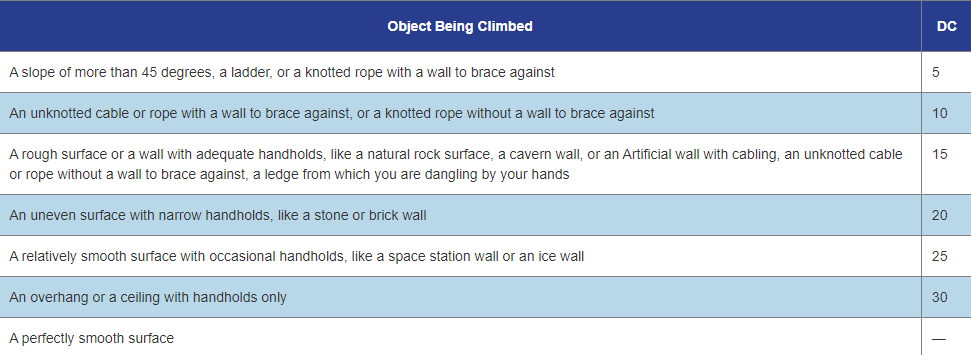 Object Being Climbed DC
A slope of more than 45 degrees, a ladder, or a knotted rope with a wall to brace against 5
An unknotted cable or rope with a wall to brace against, or a knotted rope without a wall to brace against 10
A rough surface or a wall with adequate handholds, like a natural rock surface, a cavern wall, or an Artificial wall with cabling, an unknotted cable 15
or rope without a wall to brace against, a ledge from which you are dangling by your hands
An uneven surface with narrow handholds, like a stone or brick wall 20
A relatively smooth surface with occasional handholds, like a space station wall or an ice wall 25
An overhang or a ceiling with handholds only 30
A perfectly smooth surface —